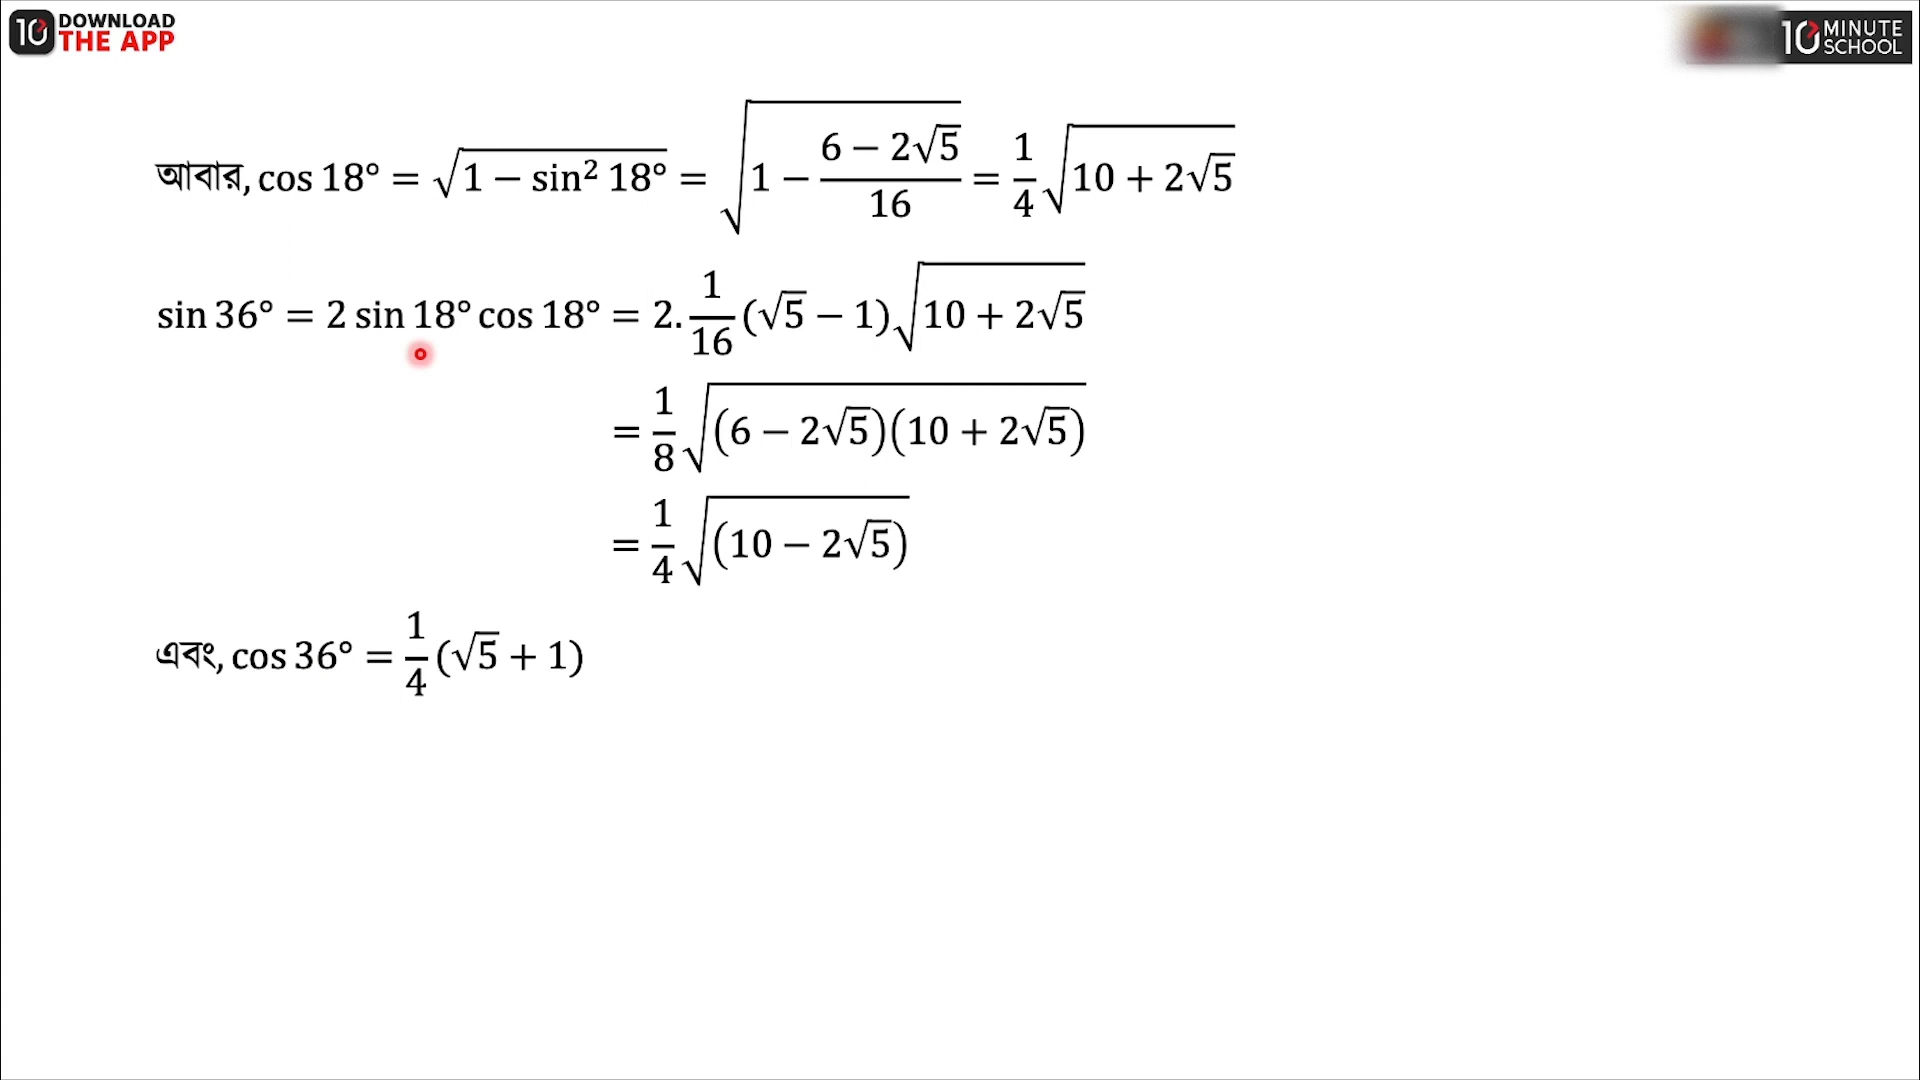 10 DOWNLOAD
THE APP
10 MINUTE
SCHOOL
আবার, cos 18° = √(1 − sin² 18°) = √(1 − (6 − 2√5)/16) = 1/4 √(10 + 2√5)
sin 36° = 2 sin 18° cos 18° = 2. 1/16 (√5 − 1)√(10 + 2√5)
= 1/8 √((6 − 2√5)(10 + 2√5))
= 1/4 √((10 − 2√5))
এবং, cos 36° = 1/4 (√5 + 1)